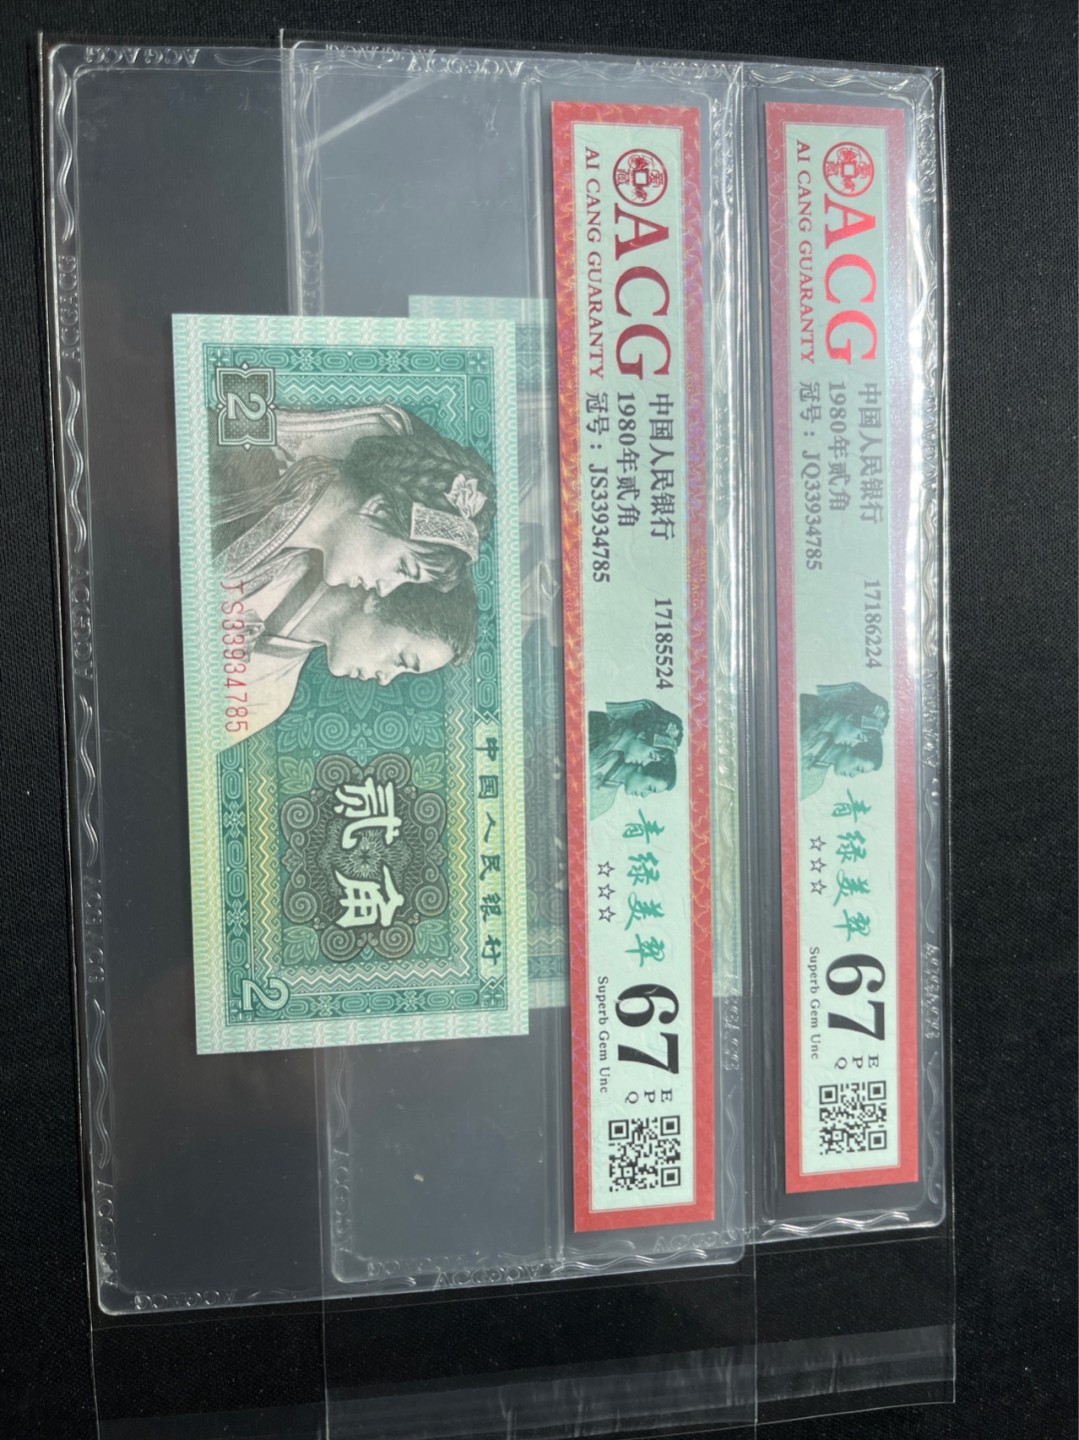 ACG
AI CANG GUARANTY
中国人民银行 17186224
1980年贰角
冠号：JQ33934785
青绿美翠
☆☆☆
67
EPQ
Superb Gem Unc
ACG
AI CANG GUARANTY
中国人民银行 17185524
1980年贰角
冠号：JS33934785
青绿美翠
☆☆☆
67
EPQ
Superb Gem Unc
中国人民银行
2
贰角
JS33934785
2